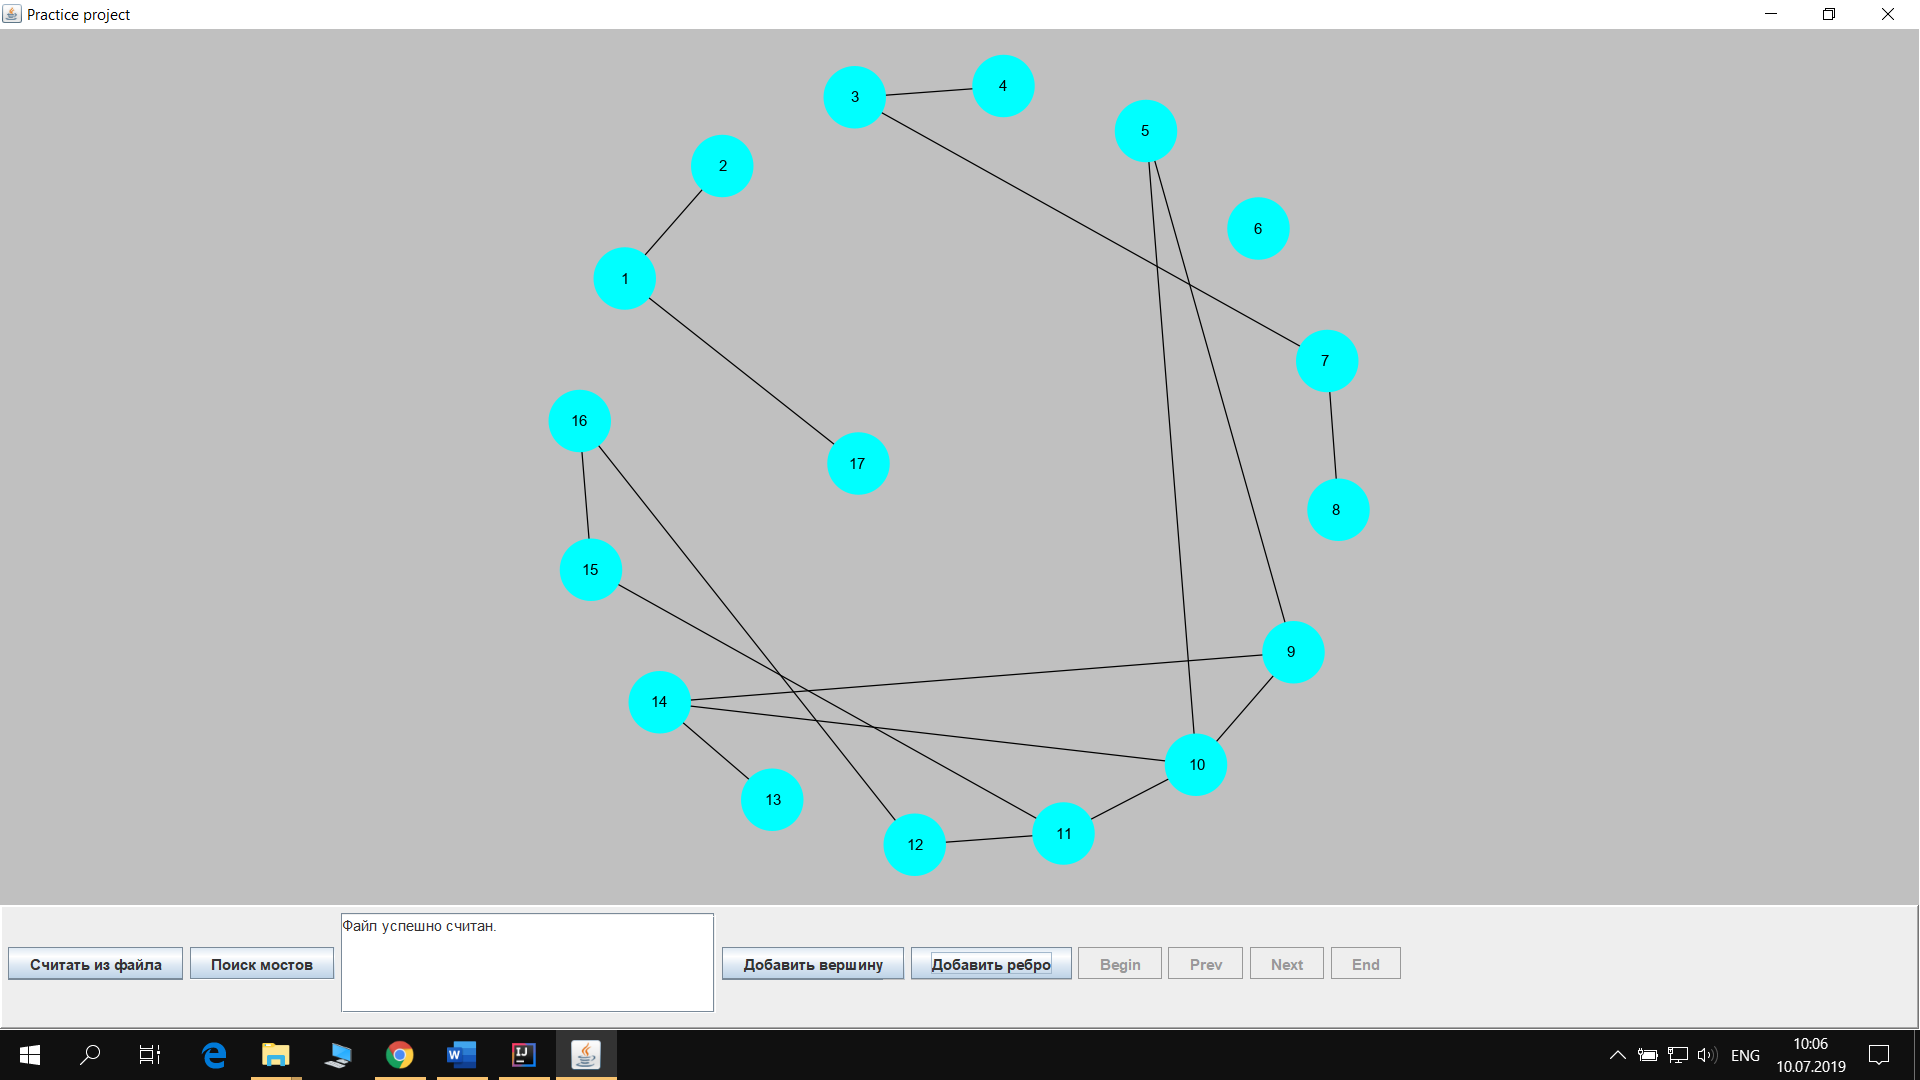 Practice project
3
4
5
2
6
1
7
16
17
8
15
9
14
10
13
11
12
Считать из файла
Поиск мостов
Файл успешно считан.
Добавить вершину
Добавить ребро
Begin
Prev
Next
End
ENG
10:06
10.07.2019